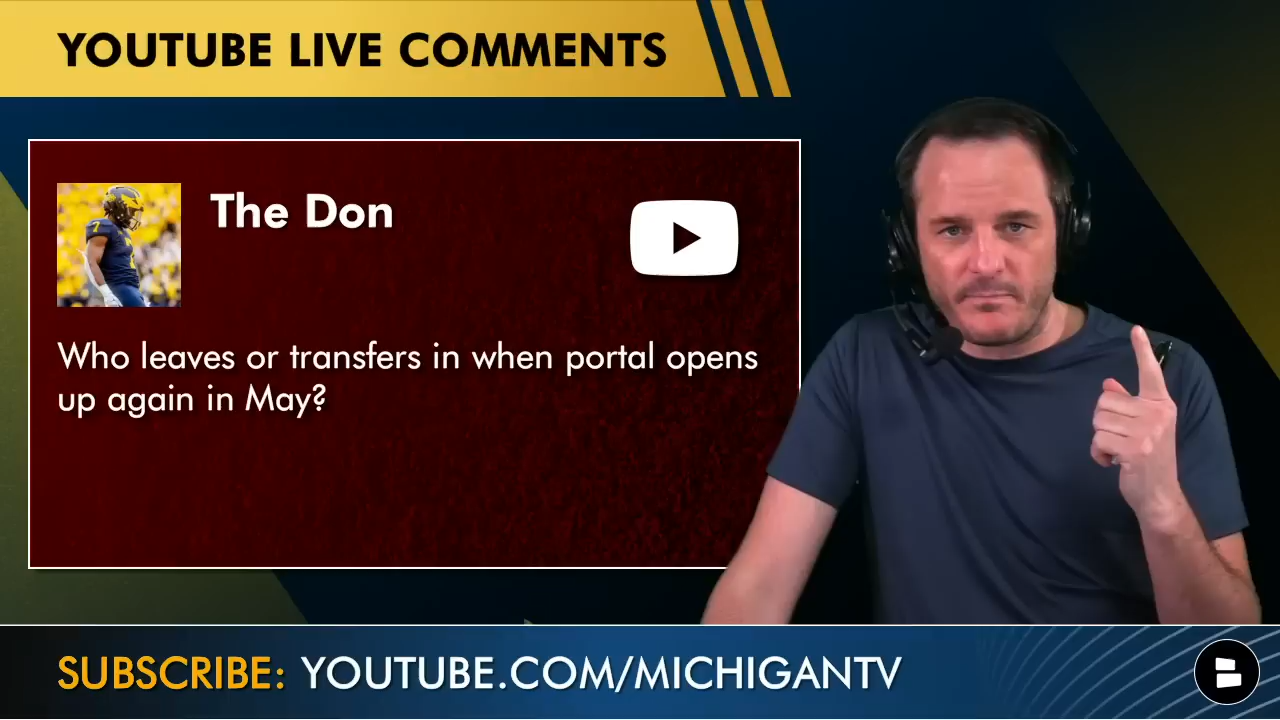 YOUTUBE LIVE COMMENTS
The Don
7
Who leaves or transfers in when portal opens
up again in May?
SUBSCRIBE: YOUTUBE.COM/MICHIGANTV